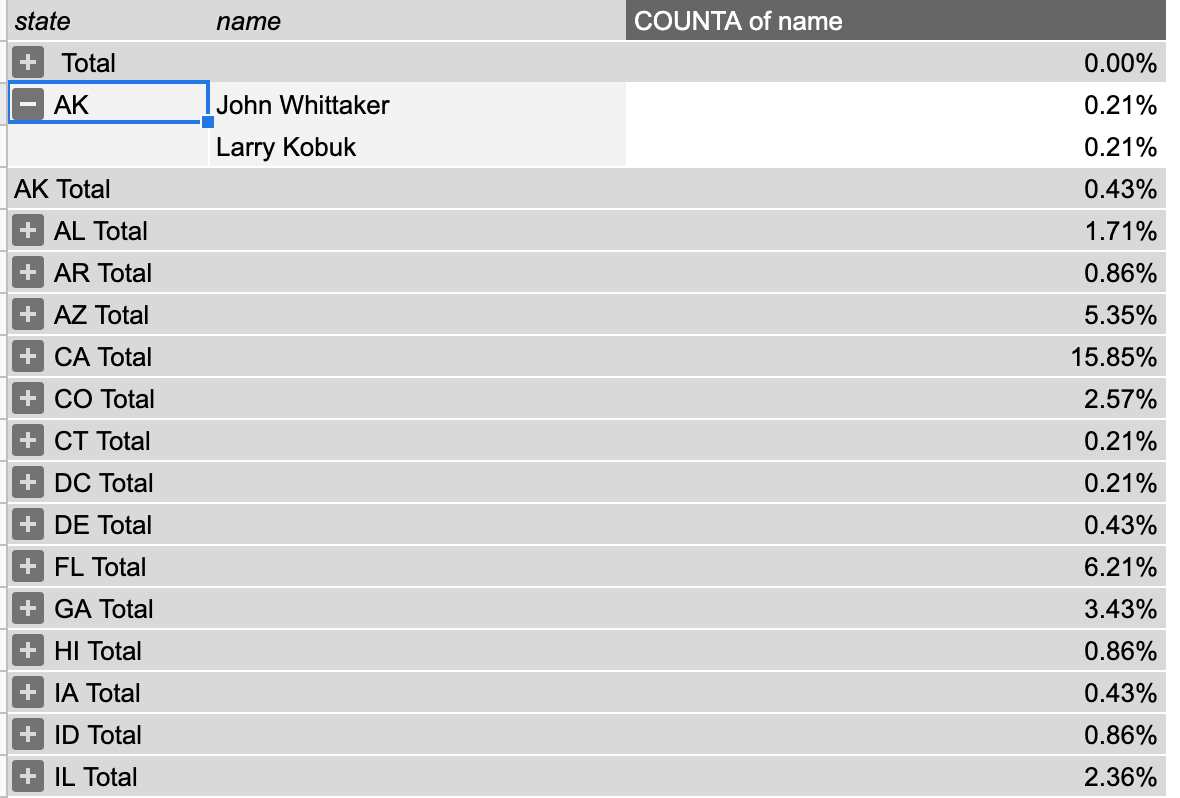 state name COUNTA of name
Total 0.00%
AK John Whittaker 0.21%
Larry Kobuk 0.21%
AK Total 0.43%
AL Total 1.71%
AR Total 0.86%
AZ Total 5.35%
CA Total 15.85%
CO Total 2.57%
CT Total 0.21%
DC Total 0.21%
DE Total 0.43%
FL Total 6.21%
GA Total 3.43%
HI Total 0.86%
IA Total 0.43%
ID Total 0.86%
IL Total 2.36%